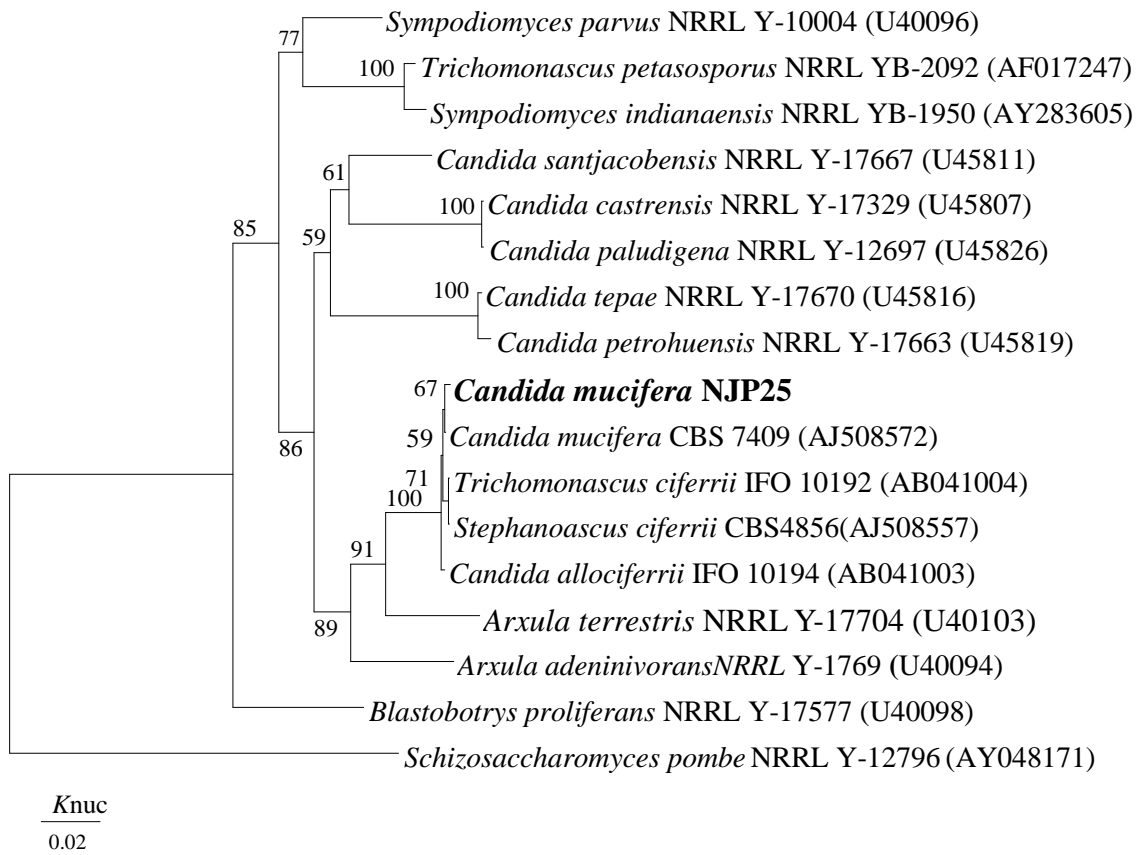 Sympodiomyces parvus NRRL Y-10004 (U40096)
77
Trichomonascus petasosporus NRRL YB-2092 (AF017247)
100
Sympodiomyces indianaensis NRRL YB-1950 (AY283605)
Candida santjacobensis NRRL Y-17667 (U45811)
61
Candida castrensis NRRL Y-17329 (U45807)
100
85
59
Candida paludigena NRRL Y-12697 (U45826)
100
Candida tepae NRRL Y-17670 (U45816)
Candida petrohuensis NRRL Y-17663 (U45819)
67
Candida mucifera NJP25
59
Candida mucifera CBS 7409 (AJ508572)
86
71
Trichomonascus ciferrii IFO 10192 (AB041004)
100
Stephanoascus ciferrii CBS4856(AJ508557)
91
Candida allociferrii IFO 10194 (AB041003)
Arxula terrestris NRRL Y-17704 (U40103)
89
Arxula adeninivoransNRRL Y-1769 (U40094)
Blastobotrys proliferans NRRL Y-17577 (U40098)
Schizosaccharomyces pombe NRRL Y-12796 (AY048171)
Knuc
0.02